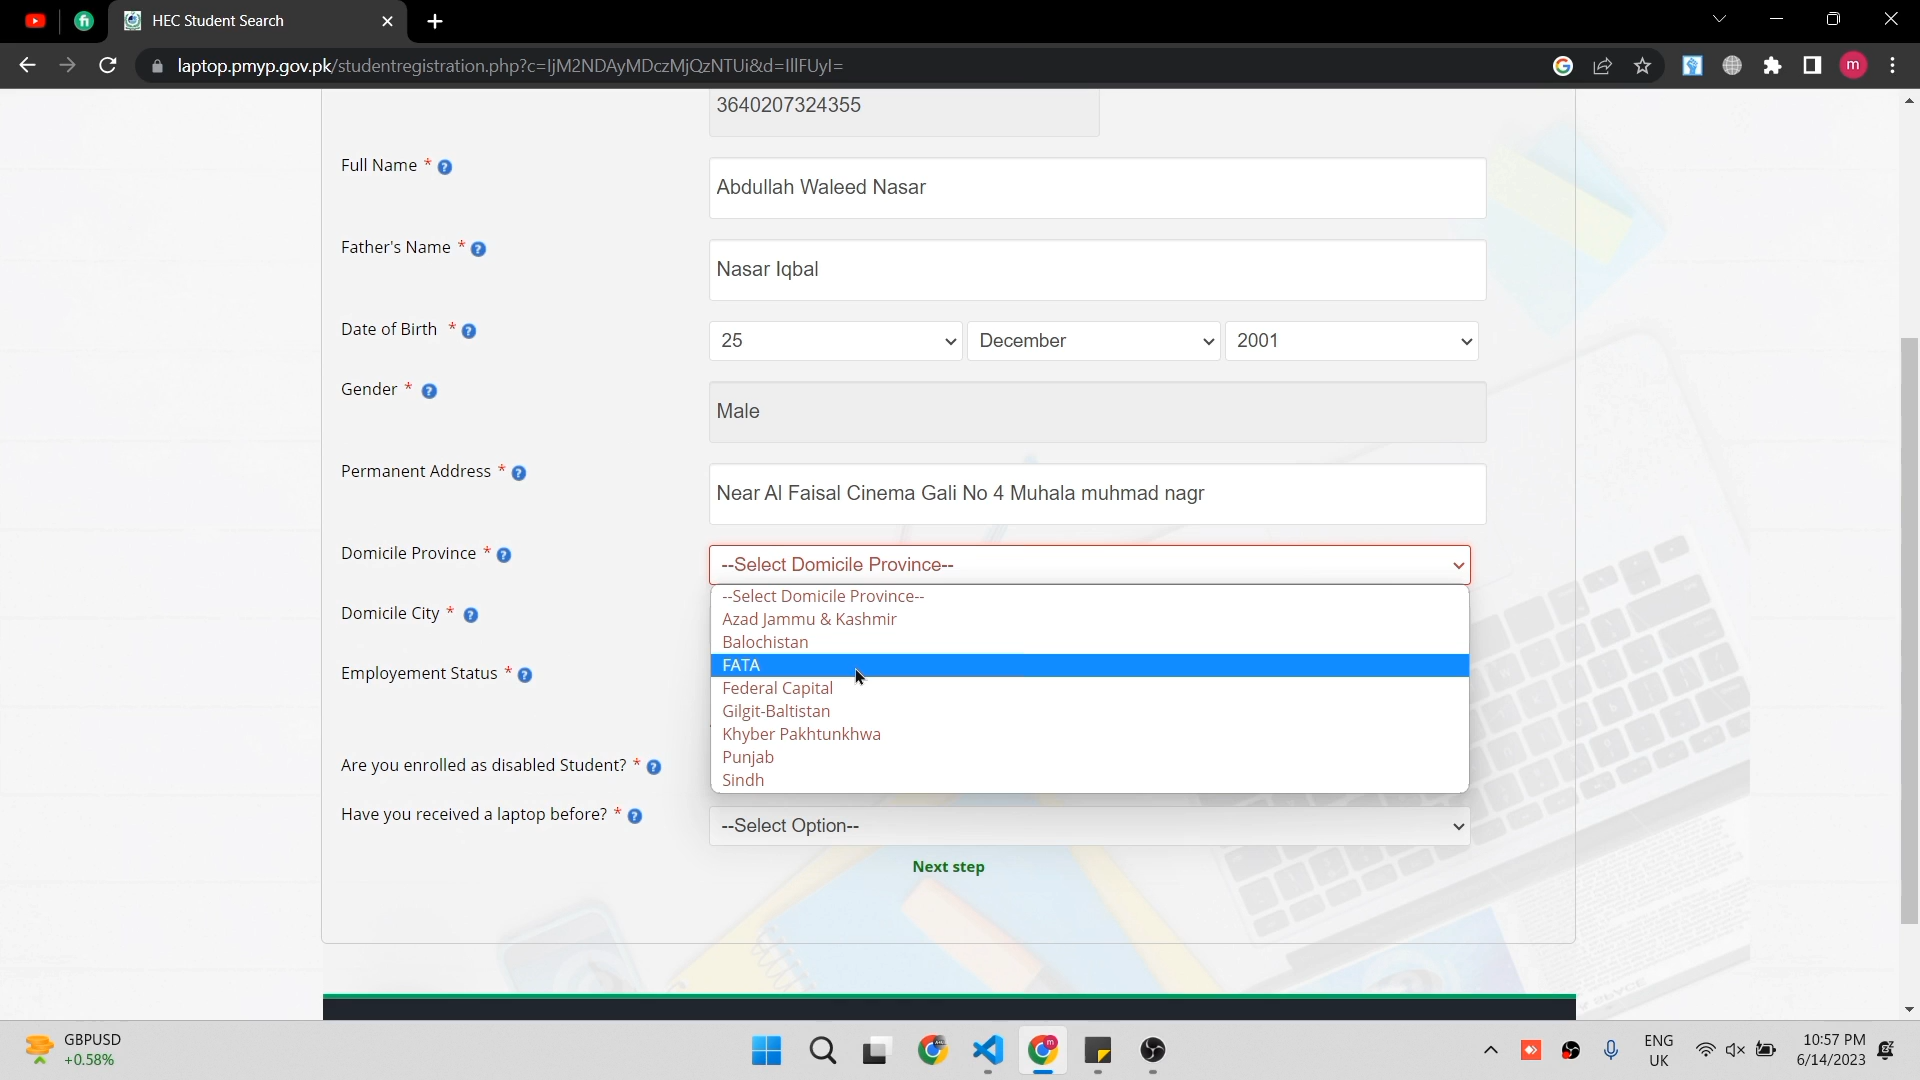 HEC Student Search
laptop.pmyp.gov.pk/studentregistration.php?c=IjM2NDAyMDczMjQzNTUi&d=IllFUyI=
m
3640207324355
Full Name *
Abdullah Waleed Nasar
Father's Name *
Nasar Iqbal
Date of Birth *
25 December 2001
Gender *
Male
Permanent Address *
Near Al Faisal Cinema Gali No 4 Muhala muhmad nagr
Domicile Province *
--Select Domicile Province--
--Select Domicile Province--
Azad Jammu & Kashmir
Domicile City *
Balochistan
FATA
Employement Status *
Federal Capital
Gilgit-Baltistan
Khyber Pakhtunkhwa
Punjab
Are you enrolled as disabled Student? *
Sindh
Have you received a laptop before? *
--Select Option--
Next step
GBPUSD
+0.58%
ENG
UK
10:57 PM
6/14/2023